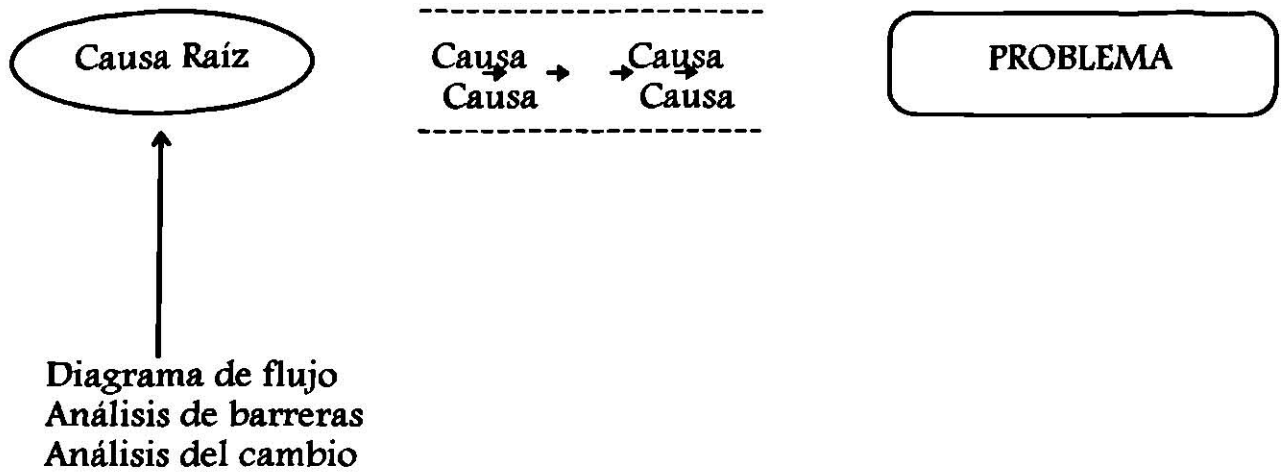 Causa Raíz
Causa Causa
Causa Causa
PROBLEMA
Diagrama de flujo
Análisis de barreras
Análisis del cambio